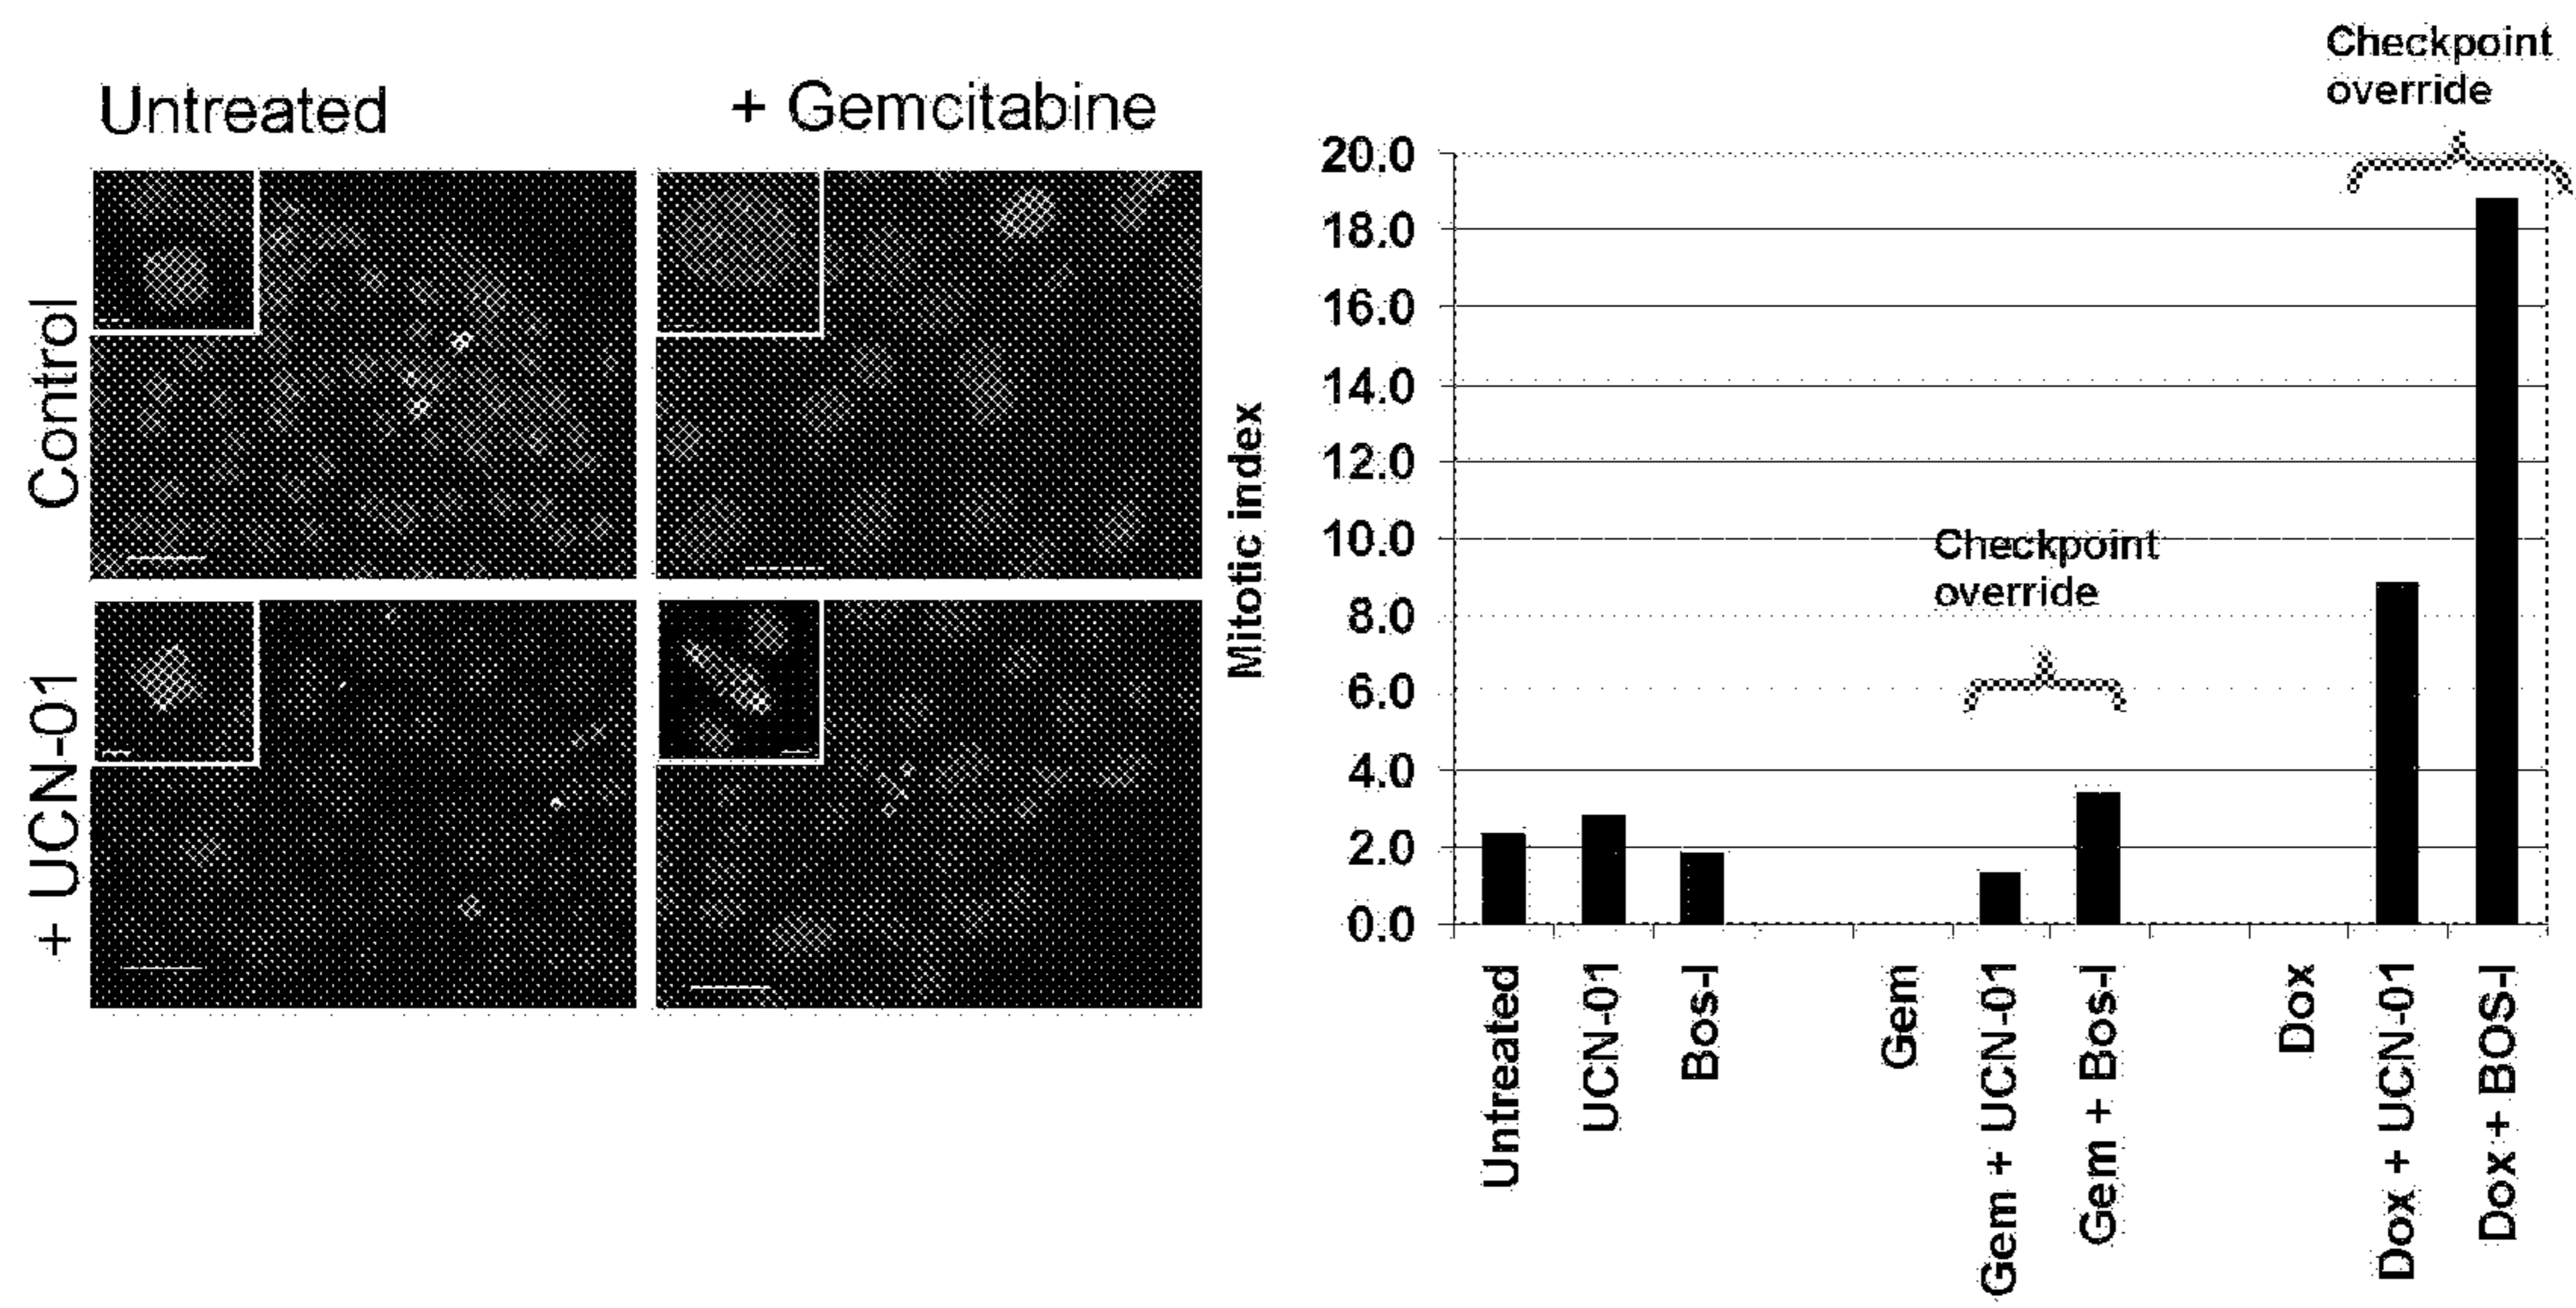 Untreated
+ Gemcitabine
Control
+ UCN-01
Checkpoint
override
Mitotic index
20.0
18.0
16.0
14.0
12.0
10.0
8.0
6.0
4.0
2.0
0.0
Checkpoint
override
Untreated
UCN-01
Bos-I
Gem
Gem + UCN-01
Gem + Bos-I
Dox
Dox + UCN-01
Dox + BOS-I